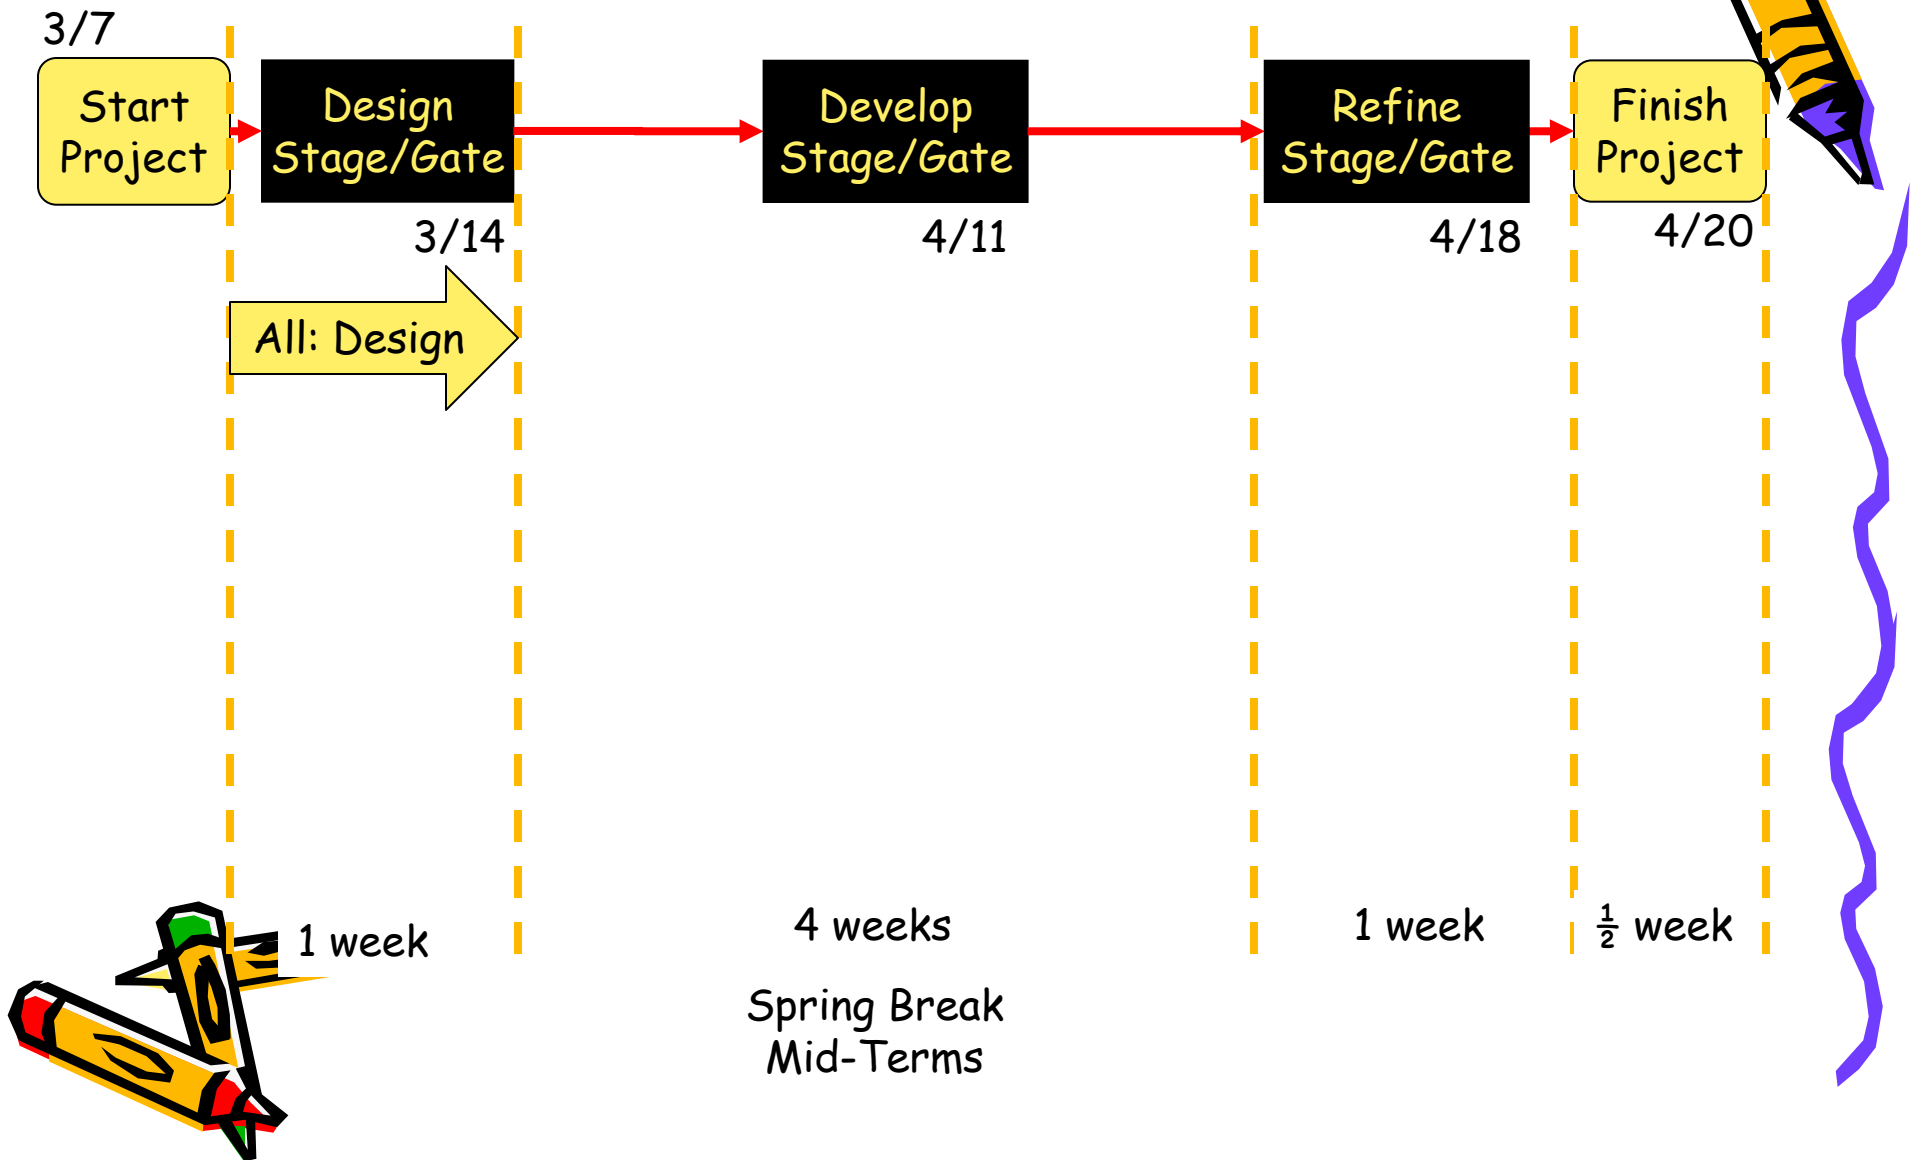 3/7
Start
Project
Design
Stage/Gate
Develop
Stage/Gate
Refine
Stage/Gate
Finish
Project
3/14
4/11
4/18
4/20
All: Design
1 week
4 weeks
1 week
½ week
Spring Break
Mid-Terms